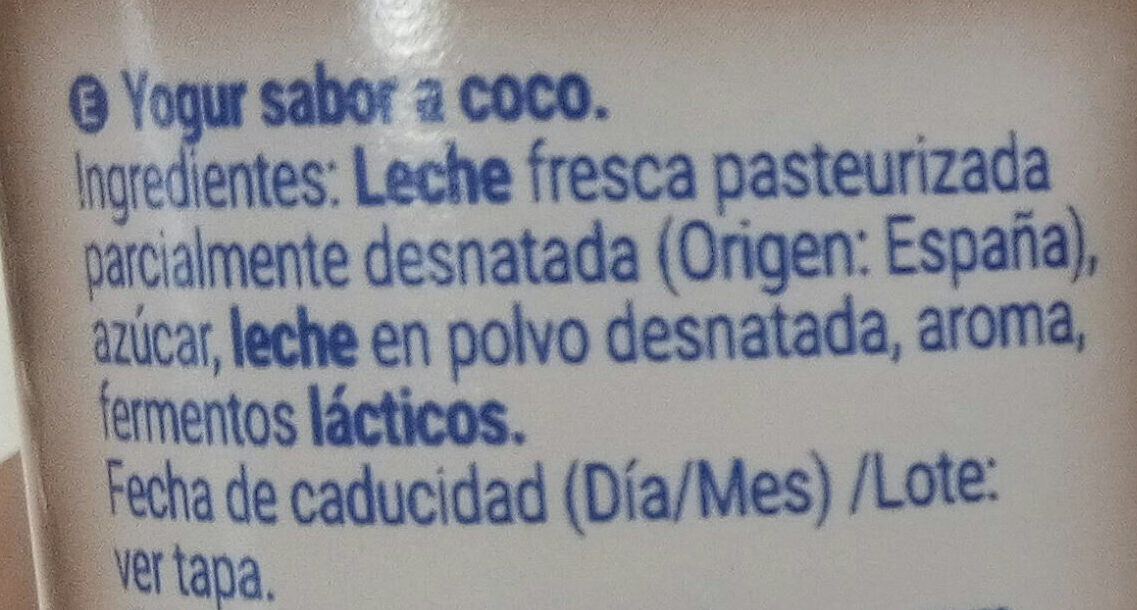 E Yogur sabor a coco.
Ingredientes: Leche fresca pasteurizada
parcialmente desnatada (Origen: España),
azúcar, leche en polvo desnatada, aroma,
fermentos lácticos.
Fecha de caducidad (Día/Mes) /Lote:
ver tapa.